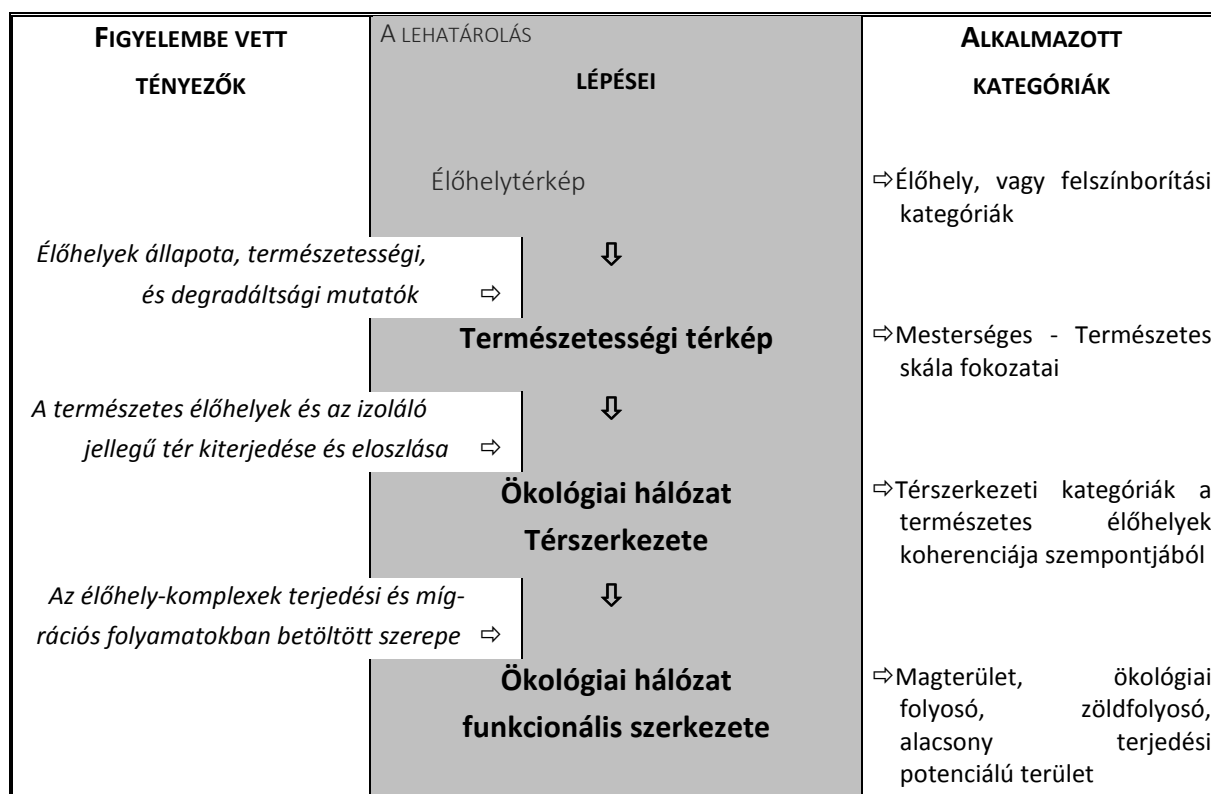 FIGYELEMBE VETT
TÉNYEZŐK
A LEHATÁROLÁS
LÉPÉSEI
ALKALMAZOTT
KATEGÓRIÁK
Élőhelytérkép
⇨Élőhely, vagy felszínborítási
kategóriák
Élőhelyek állapota, természetességi,
és degradáltsági mutatók ⇨
⇩
Természetességi térkép
⇨Mesterséges - Természetes
skála fokozatai
A természetes élőhelyek és az izoláló
jellegű tér kiterjedése és eloszlása ⇨
⇩
Ökológiai hálózat
Térszerkezete
⇨Térszerkezeti kategóriák a
természetes élőhelyek
koherenciája szempontjából
Az élőhely-komplexek terjedési és míg-
rációs folyamatokban betöltött szerepe ⇨
⇩
Ökológiai hálózat
funkcionális szerkezete
⇨Magterület, ökológiai
folyosó, zöldfolyosó,
alacsony terjedési
potenciálú terület